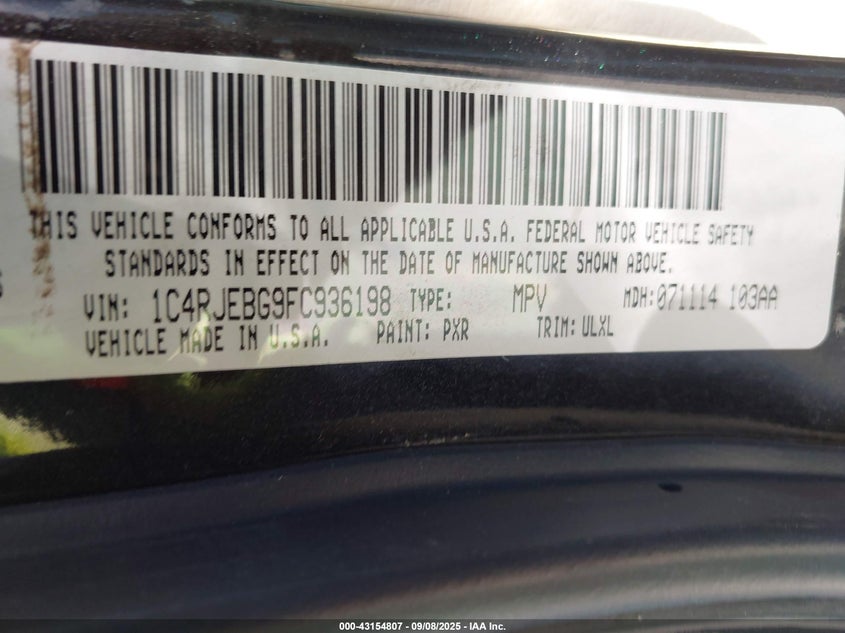 THIS VEHICLE CONFORMS TO ALL APPLICABLE U.S.A. FEDERAL MOTOR VEHICLE SAFETY
STANDARDS IN EFFECT ON THE DATE OF MANUFACTURE SHOWN ABOVE.
VIN: 1C4RJEBG9FC936198 TYPE: MPV MDH: 071114 103AA
VEHICLE MADE IN U.S.A. PAINT: PXR TRIM: ULXL
000-43154807 - 09/08/2025 - IAA Inc.